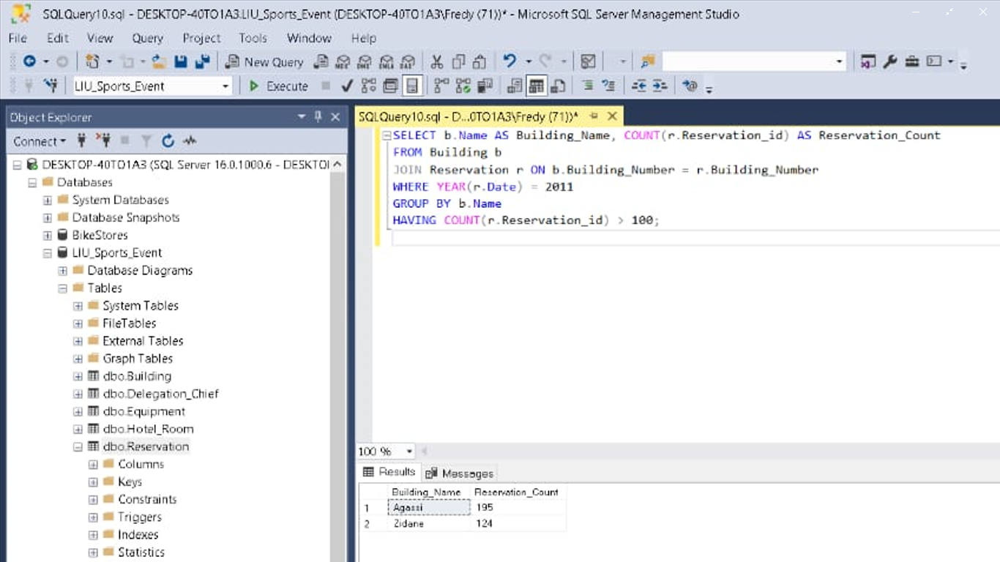 SQLQuery10.sql - DESKTOP-40TO1A3.LIU_Sports_Event (DESKTOP-40TO1A3\Fredy (71))* - Microsoft SQL Server Management Studio
File Edit View Query Project Tools Window Help
New Query
LIU_Sports_Event Execute
Object Explorer
Connect
DESKTOP-40TO1A3 (SQL Server 16.0.1000.6 - DESKTO
Databases
System Databases
Database Snapshots
BikeStores
LIU_Sports_Event
Database Diagrams
Tables
System Tables
FileTables
External Tables
Graph Tables
dbo.Building
dbo.Delegation_Chief
dbo.Equipment
dbo.Hotel_Room
dbo.Reservation
Columns
Keys
Constraints
Triggers
Indexes
Statistics
SQLQuery10.sql - D...0TO1A3\Fredy (71))*
SELECT b.Name AS Building_Name, COUNT(r.Reservation_id) AS Reservation_Count
FROM Building b
JOIN Reservation r ON b.Building_Number = r.Building_Number
WHERE YEAR(r.Date) = 2011
GROUP BY b.Name
HAVING COUNT(r.Reservation_id) > 100;
100 %
Results Messages
Building_Name Reservation_Count
1 Agassi 195
2 Zidane 124